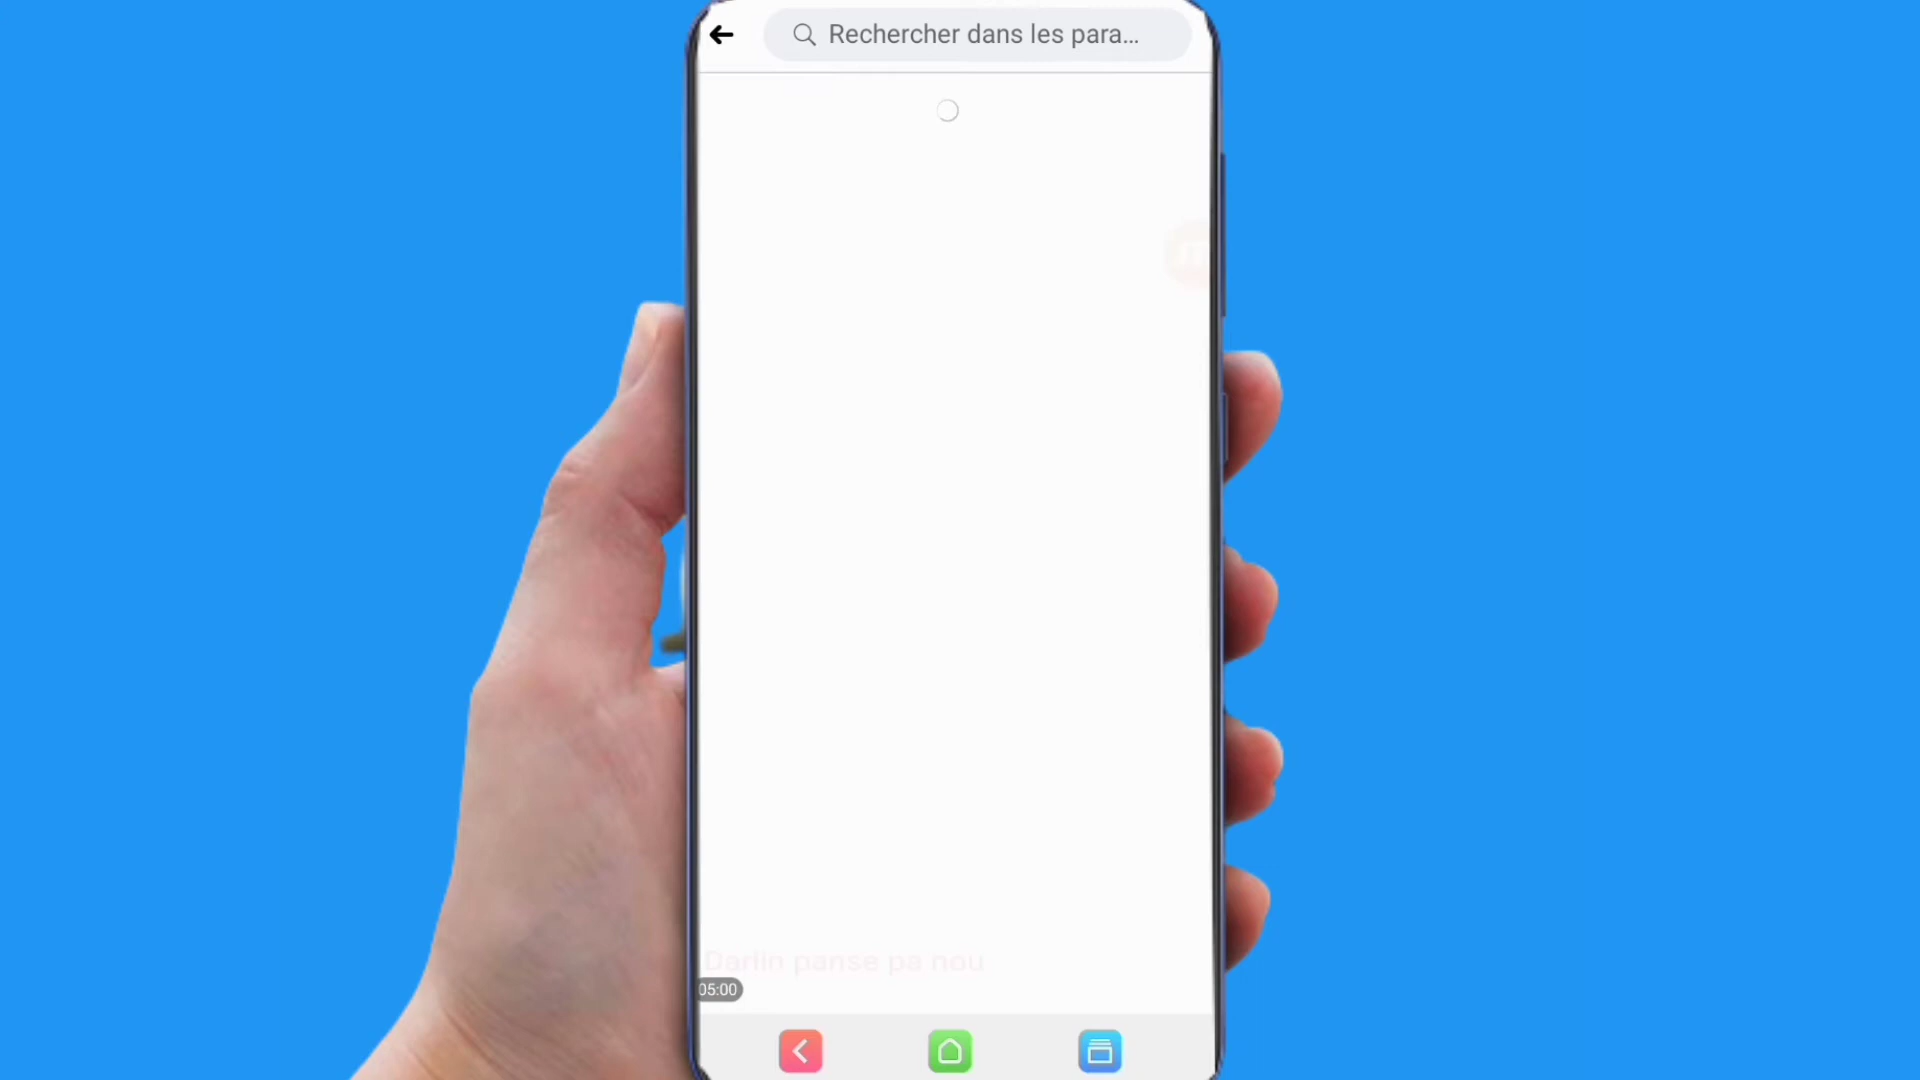 Rechercher dans les para...
Darlin panse pa nou
05:00